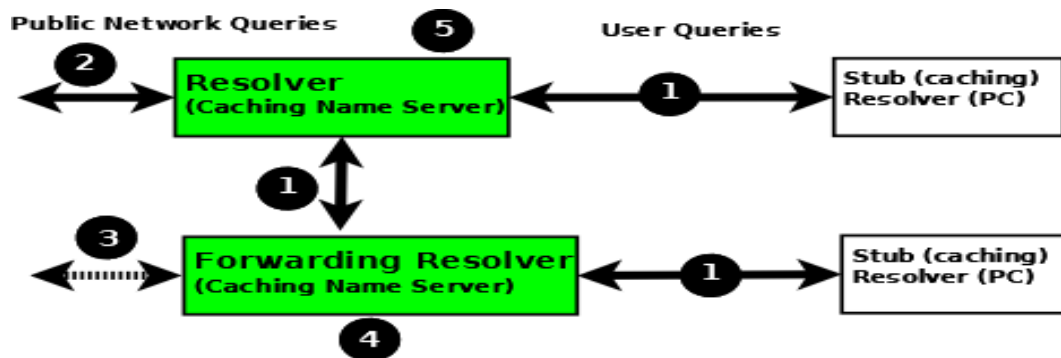 Public Network Queries
5
User Queries
2
Resolver
(Caching Name Server)
1
Stub (caching)
Resolver (PC)
1
3
Forwarding Resolver
(Caching Name Server)
1
Stub (caching)
Resolver (PC)
4